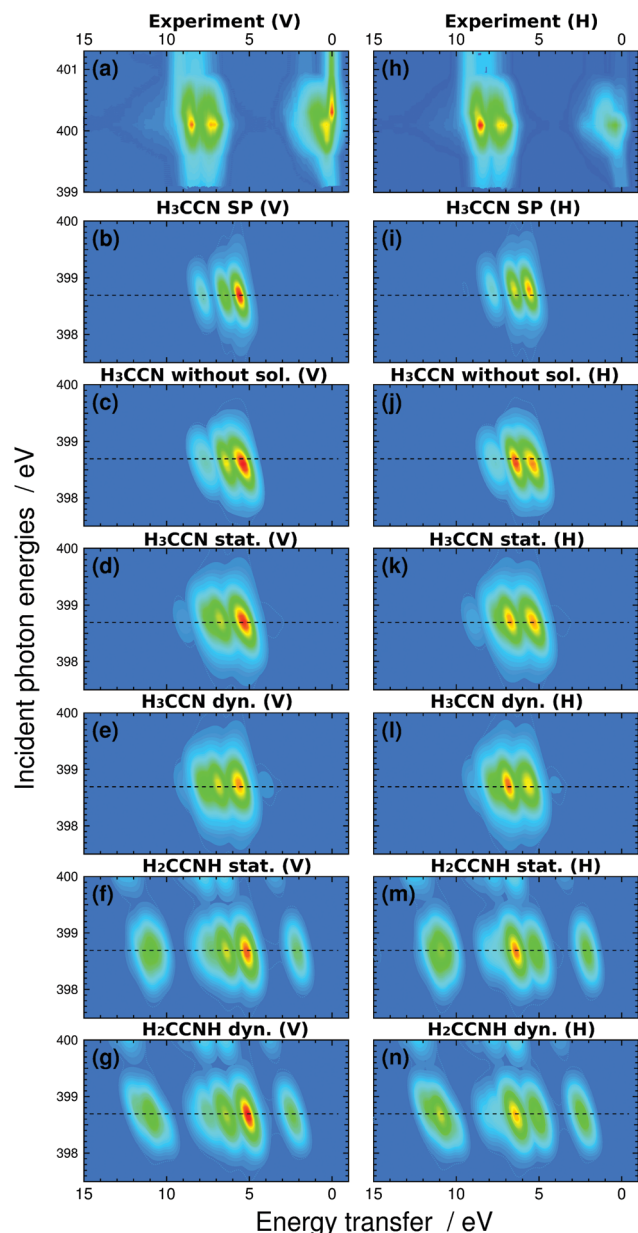 Experiment (V) Experiment (H)
15 10 5 0 15 10 5 0
401
400
399
(a) (h)
H₃CCN SP (V) H₃CCN SP (H)
400
399
398
(b) (i)
H₃CCN without sol. (V) H₃CCN without sol. (H)
400
399
398
(c) (j)
H₃CCN stat. (V) H₃CCN stat. (H)
400
399
398
(d) (k)
H₃CCN dyn. (V) H₃CCN dyn. (H)
400
399
398
(e) (l)
H₂CCNH stat. (V) H₂CCNH stat. (H)
400
399
398
(f) (m)
H₂CCNH dyn. (V) H₂CCNH dyn. (H)
400
399
398
(g) (n)
15 10 5 0 15 10 5 0
Incident photon energies / eV
Energy transfer / eV